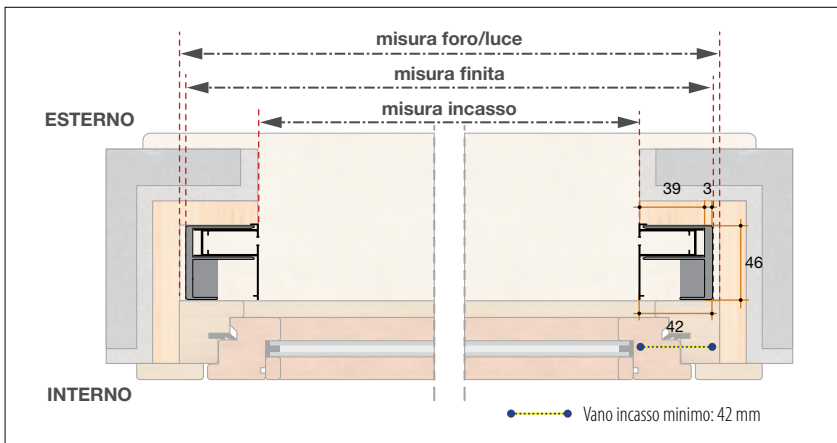 misura foro/luce
misura finita
misura incasso
ESTERNO
39 3
46
42
INTERNO
Vano incasso minimo: 42 mm